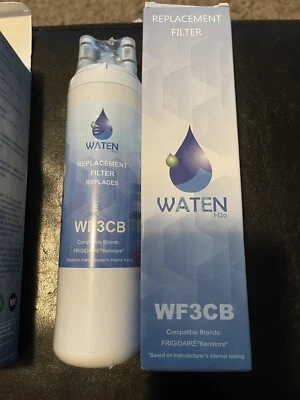 REPLACEMENT
FILTER
WATEN
H2o
WF3CB
Compatible Brands:
FRIGIDAIRE"Kenmore"
"Based on manufacturer's internal testing
WATEN
REPLACEMENT
FILTER
REPLACES
WF3CB
Compatible Brands
FRIGIDAIRE"Kenmore"
"Based on manufacturer's internal testing